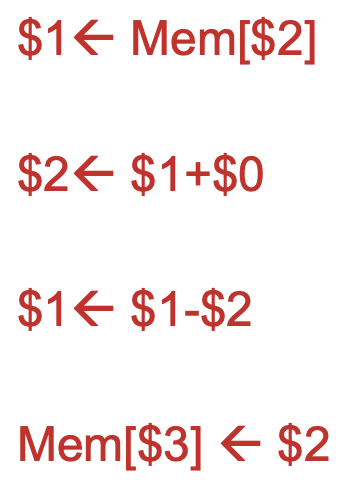 $1← Mem[$2]
$2← $1+$0
$1← $1-$2
Mem[$3] ← $2